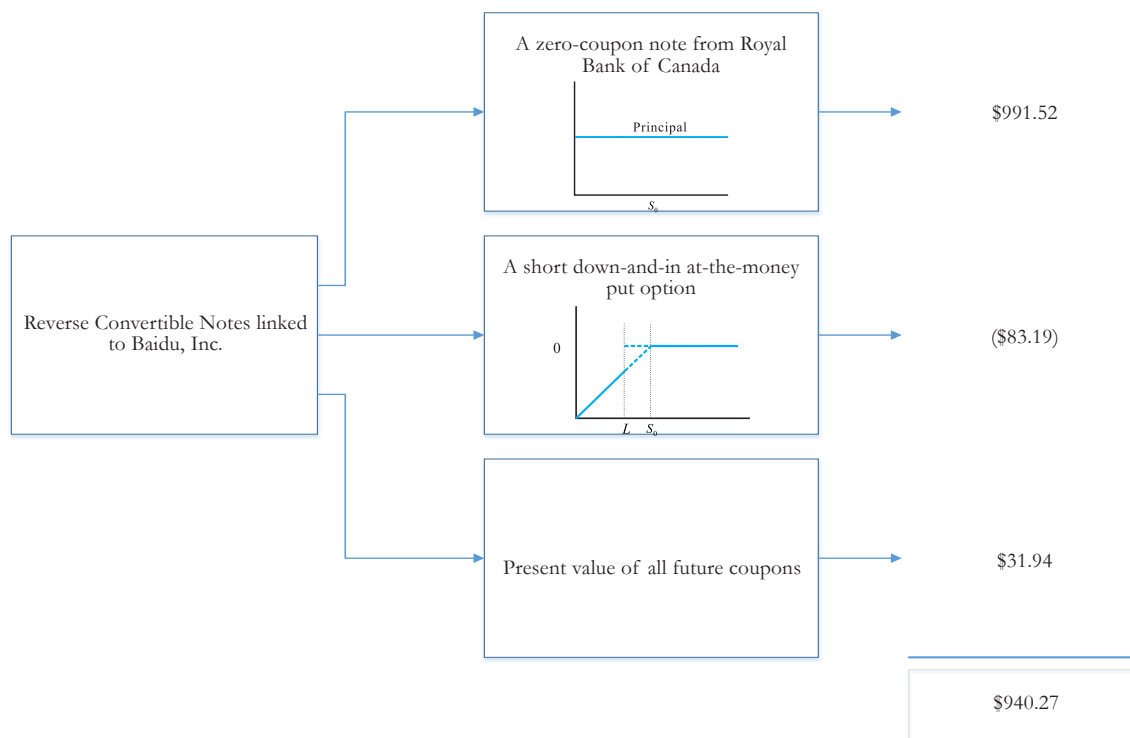 A zero-coupon note from Royal
Bank of Canada
Principal
S₀
$991.52
Reverse Convertible Notes linked
to Baidu, Inc.
A short down-and-in at-the-money
put option
0
L S₀
($83.19)
Present value of all future coupons
$31.94
$940.27